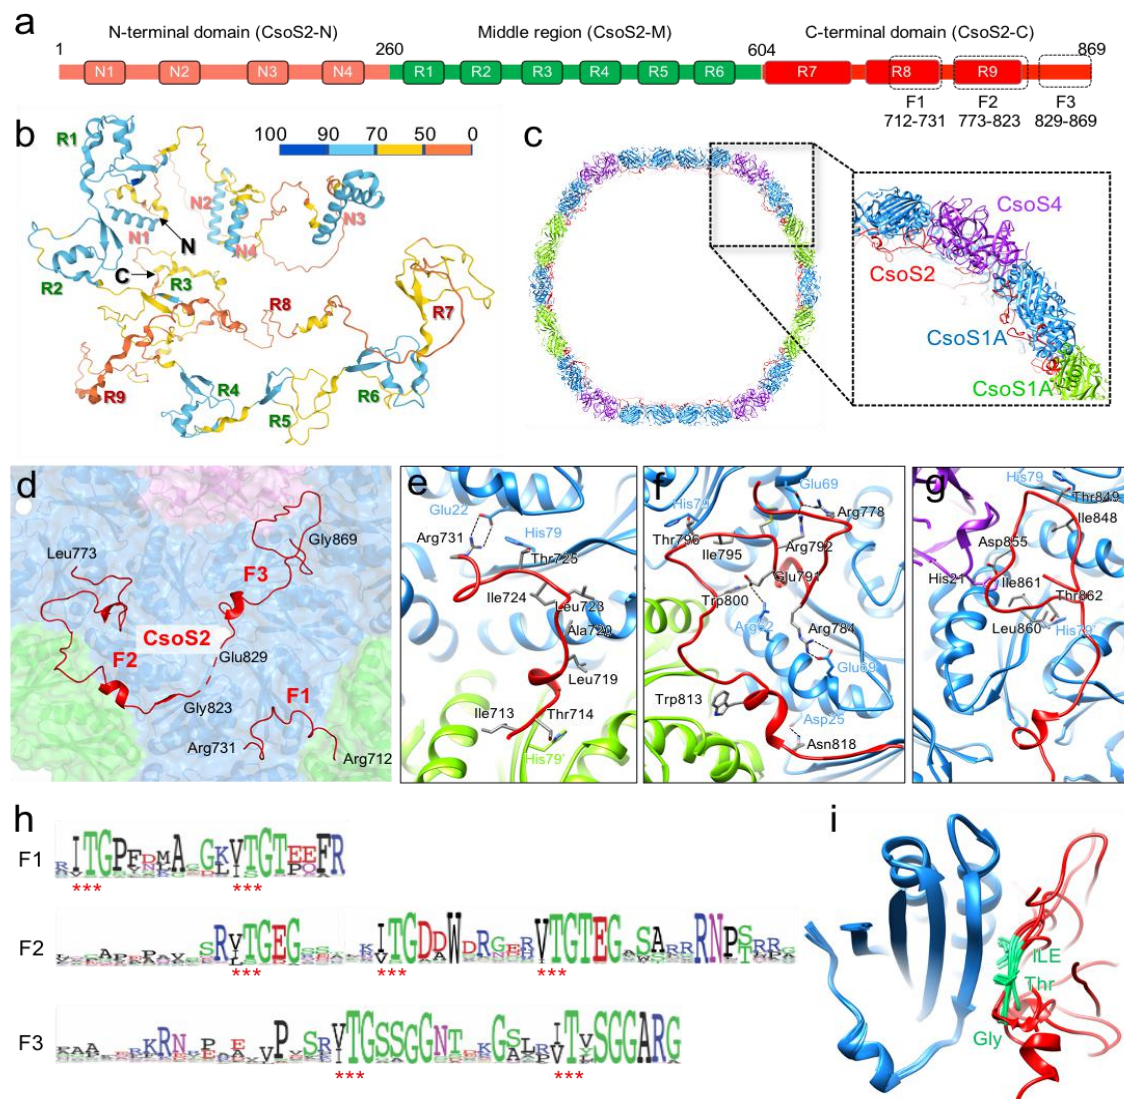 a
N-terminal domain (CsoS2-N)
Middle region (CsoS2-M)
C-terminal domain (CsoS2-C)
1
260
604
869
N1
N2
N3
N4
R1
R2
R3
R4
R5
R6
R7
R8
R9
F1
F2
F3
712-731
773-823
829-869
b
100
90
70
50
0
R1
N1
N
N2
N3
N4
R2
C
R3
R8
R7
R9
R4
R5
R6
c
CsoS4
CsoS2
CsoS1A
CsoS1A
d
Leu773
Gly869
F3
CsoS2
F2
Glu829
Gly823
F1
Arg731
Arg712
e
Glu22
Arg731
His79
Thr725
Ile724
Leu723
Ala720
Leu719
Ile713
Thr714
His79'
f
Glu69
His79
Arg778
Thr796
Ile795
Arg792
Glu791
Trp800
Arg62
Arg784
Glu69
Trp813
Asp25
Asn818
g
His79
Thr849
Ile848
Asp855
His21
Ile861
Thr862
Leu860
His79'
h
F1
***
***
F2
***
***
***
F3
***
***
i
ILE
Thr
Gly